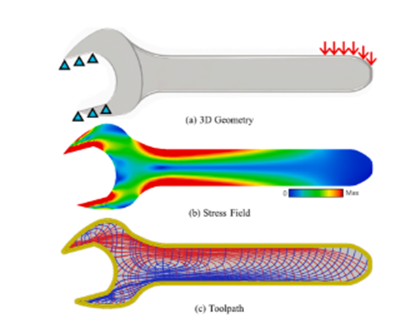 (a) 3D Geometry
0 Max
(b) Stress Field
(c) Toolpath